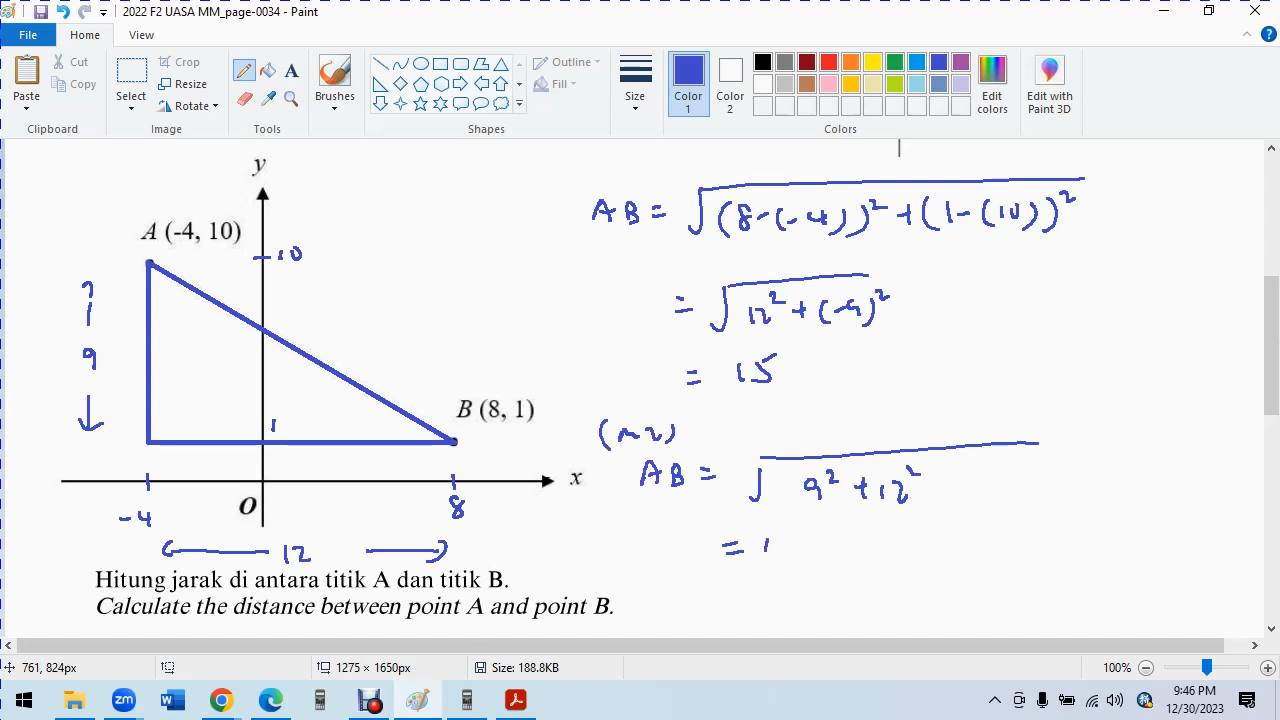 2022 F2 UASA MM_page-0034 - Paint
File Home View
Paste Cut Copy Clipboard
Select Crop Resize Rotate Image
Tools
Brushes
Outline Fill Shapes
Size
Color 1 Color 2 Edit colors Colors
Edit with Paint 3D
y
A (-4, 10)
10
9
B (8, 1)
1
x
O
-4
8
12
Hitung jarak di antara titik A dan titik B.
Calculate the distance between point A and point B.
AB = √(8-(-4))² + (1-(10))²
= √12² + (-9)²
= 15
(m2)
AB = √9² + 12²
= 1
761, 824px 1275 × 1650px Size: 188.8KB 100%
zm W
9:46 PM
12/30/2023